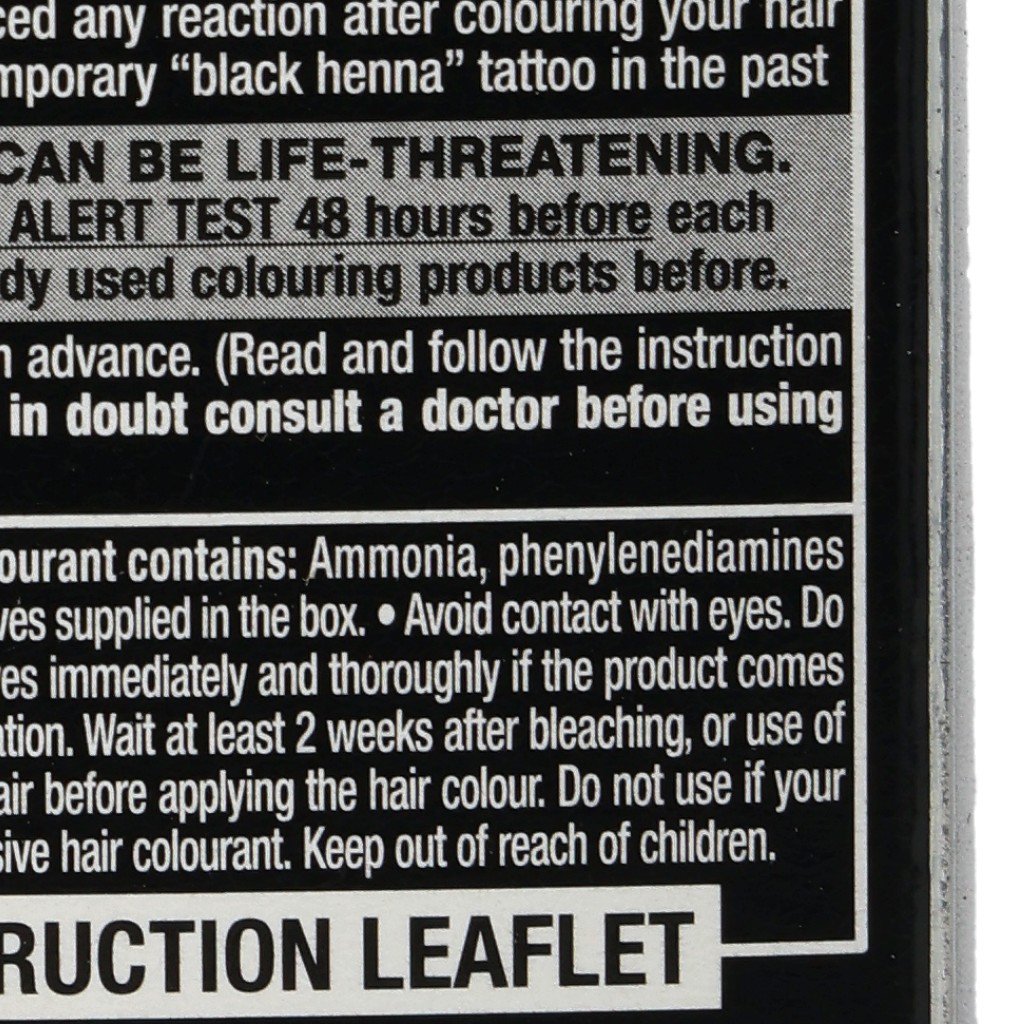 ced any reaction after colouring your hair
mporary “black henna” tattoo in the past
CAN BE LIFE-THREATENING.
ALERT TEST 48 hours before each
dy used colouring products before.
n advance. (Read and follow the instruction
in doubt consult a doctor before using
ourant contains: Ammonia, phenylenediamines
ves supplied in the box. • Avoid contact with eyes. Do
es immediately and thoroughly if the product comes
ation. Wait at least 2 weeks after bleaching, or use of
air before applying the hair colour. Do not use if your
sive hair colourant. Keep out of reach of children.
RUCTION LEAFLET